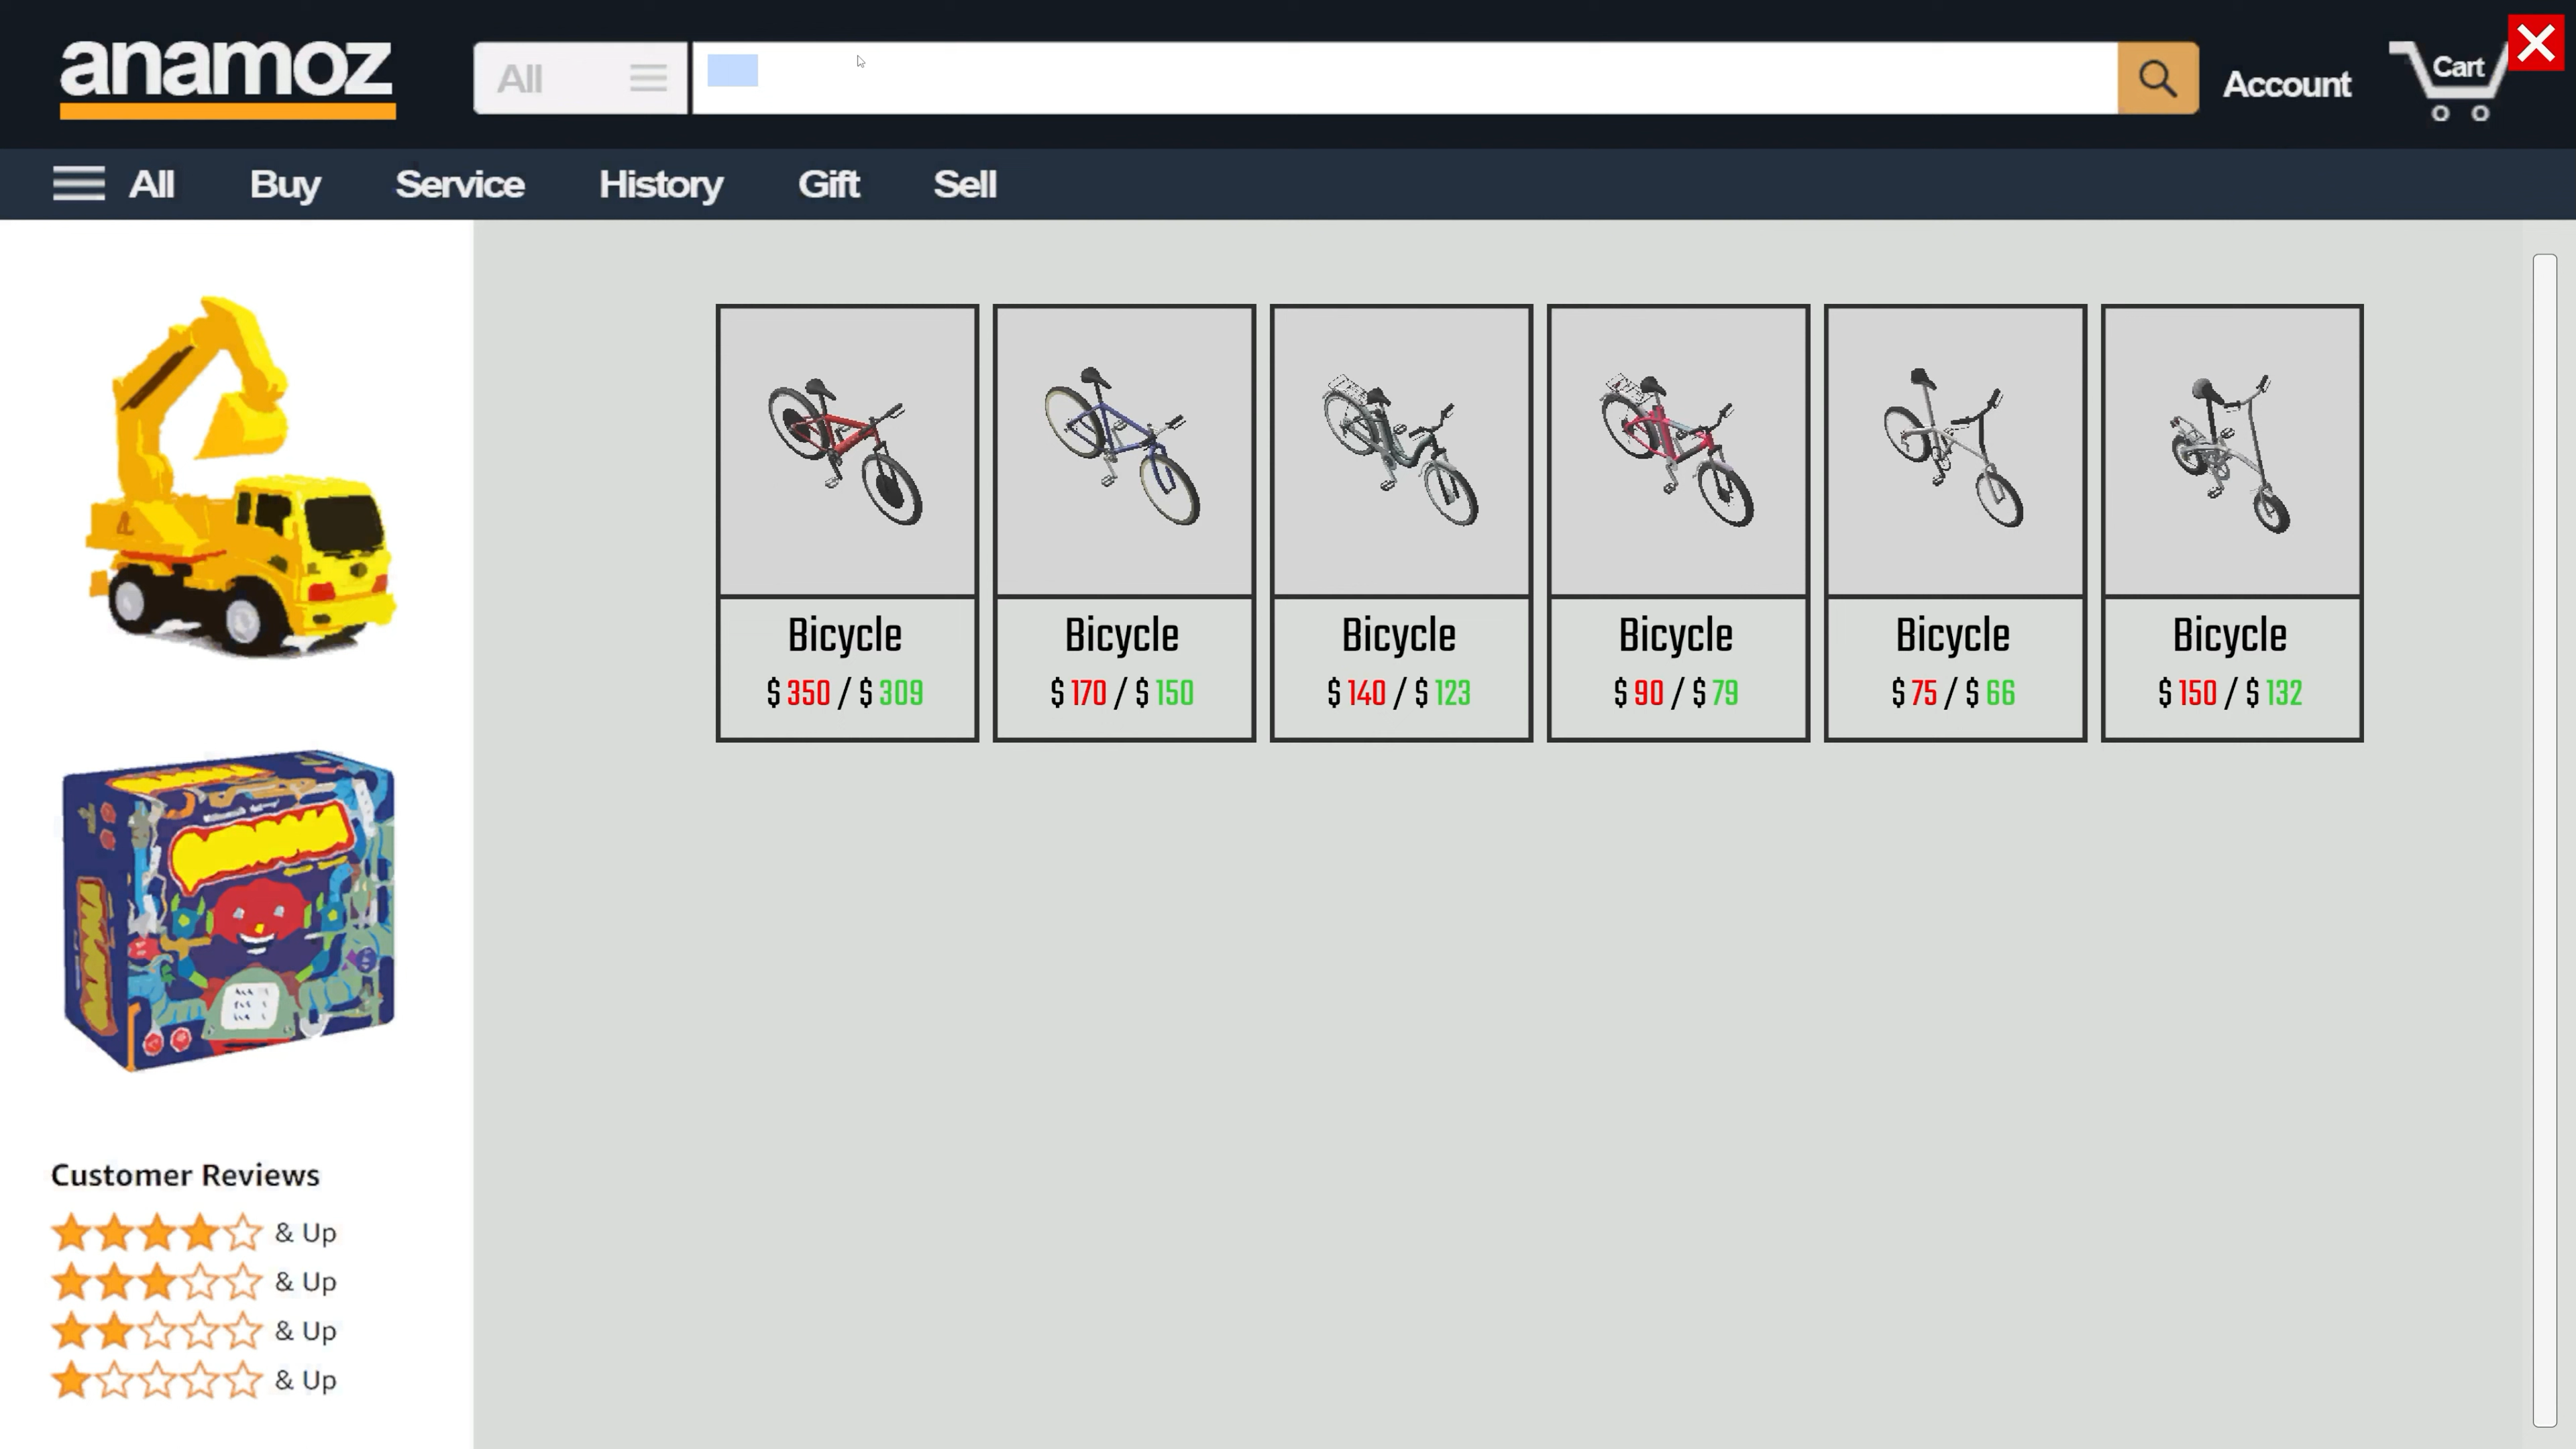 anamoz
All
Account
Cart
All
Buy
Service
History
Gift
Sell
Bicycle
$ 350 / $ 309
Bicycle
$ 170 / $ 150
Bicycle
$ 140 / $ 123
Bicycle
$ 90 / $ 79
Bicycle
$ 75 / $ 66
Bicycle
$ 150 / $ 132
Customer Reviews
& Up
& Up
& Up
& Up